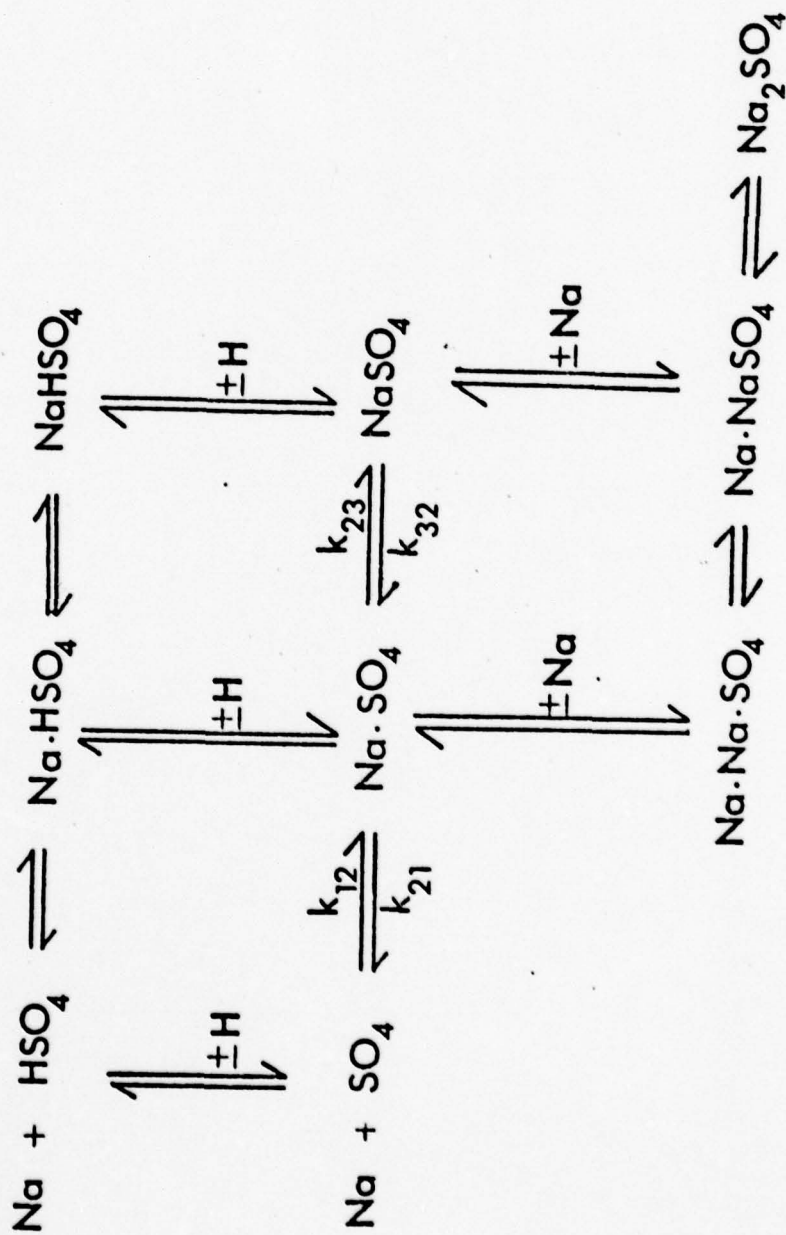 Na + HSO₄ ⇌ Na·HSO₄ ⇌ NaHSO₄
±H ±H ±H
k₁₂ k₂₃
Na + SO₄ ⇌ Na·SO₄ ⇌ NaSO₄
k₂₁ k₃₂
±Na ±Na
Na·Na·SO₄ ⇌ Na·NaSO₄ ⇌ Na₂SO₄